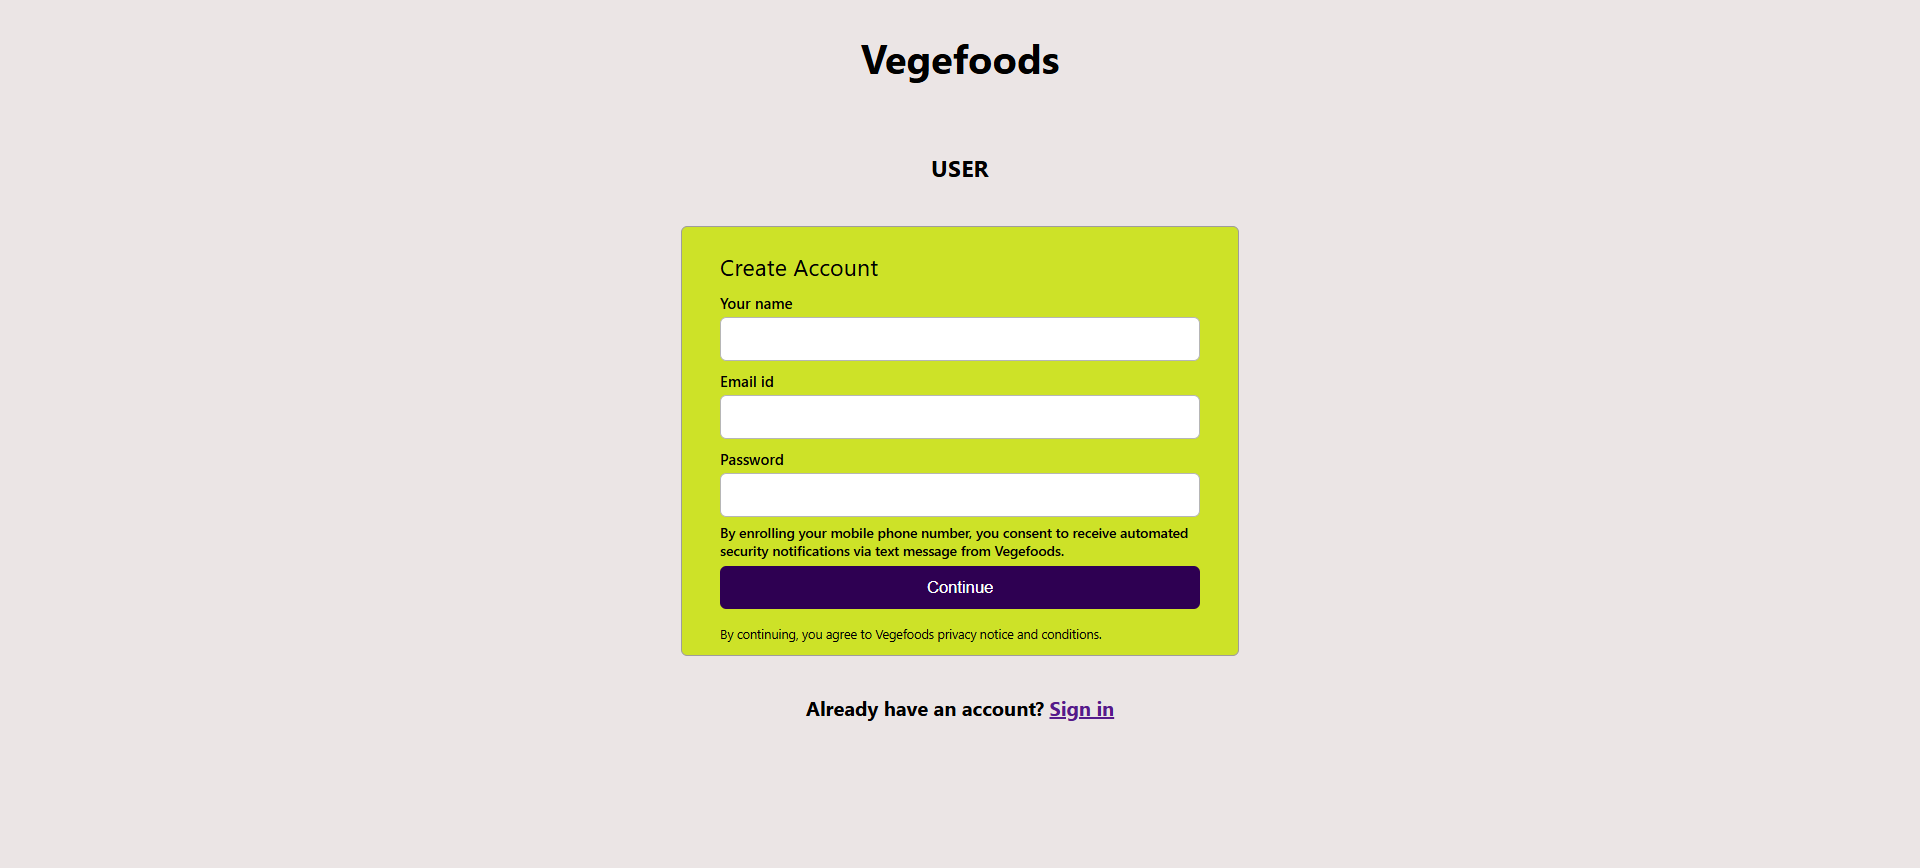 Vegefoods
USER
Create Account
Your name
Email id
Password
By enrolling your mobile phone number, you consent to receive automated
security notifications via text message from Vegefoods.
Continue
By continuing, you agree to Vegefoods privacy notice and conditions.
Already have an account? Sign in